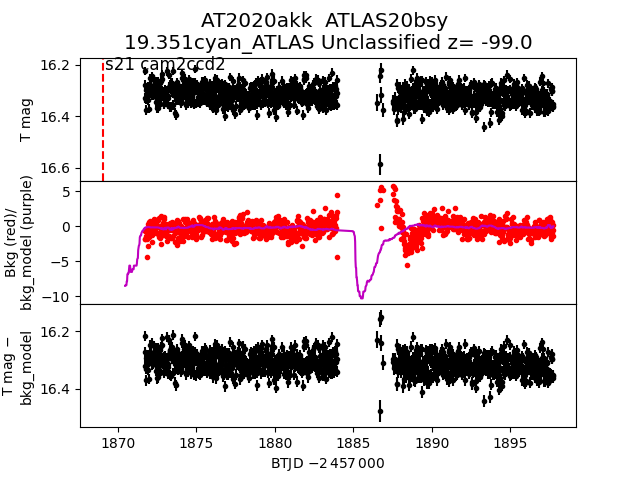 AT2020akk  ATLAS20bsy
19.351cyan_ATLAS Unclassified z= -99.0
s21 cam2ccd2
16.2
16.4
16.6
T mag
5
0
−5
−10
Bkg (red)/
bkg_model (purple)
16.2
16.4
T mag −
bkg_model
1870 1875 1880 1885 1890 1895
BTJD −2 457 000